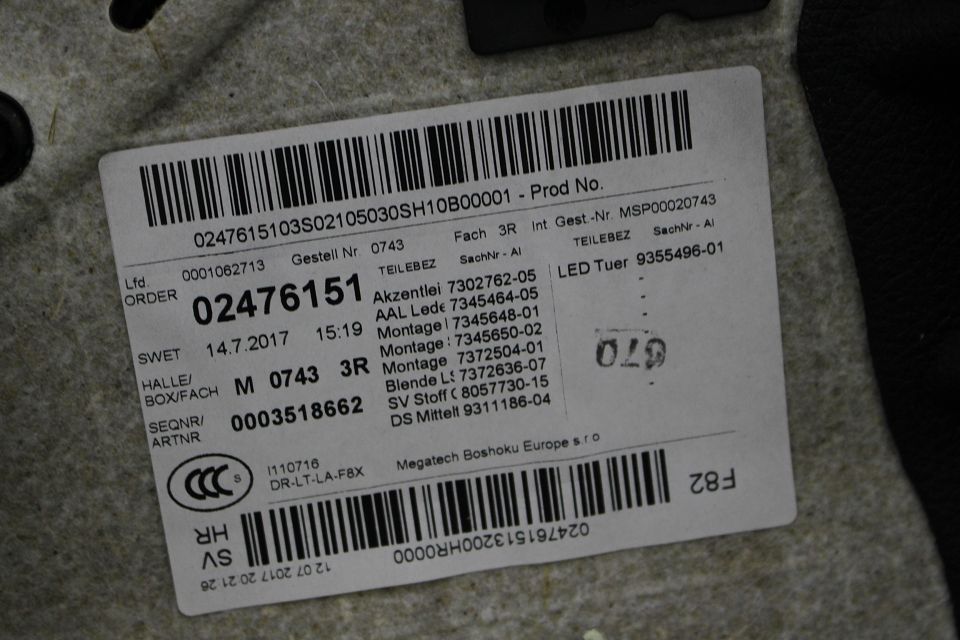 0247615103S02105030SH10B00001 - Prod No.
Lfd. 0001062713 Gestell Nr. 0743 Fach 3R Int. Gest.-Nr. MSP00020743
ORDER 02476151
TEILEBEZ SachNr - AI TEILEBEZ SachNr - AI
Akzentlei 7302762-05 LED Tuer 9355496-01
AAL Lede 7345464-05 -
Montage 7345648-01 -
Montage 7345650-02 -
Montage 7372504-01
Blende LS 7372636-07
SV Stoff 8057730-15 -
DS Mittelt 9311186-04
SWET 14.7.2017 15:19
HALLE/
BOX/FACH M 0743 3R
SEQNR/
ARTNR 0003518662
070
CCC S
I110716
DR-LT-LA-F8X
Megatech Boshoku Europe s r o
F82
024761513200HR0000
SV HR
12.07.2017 20:21:26